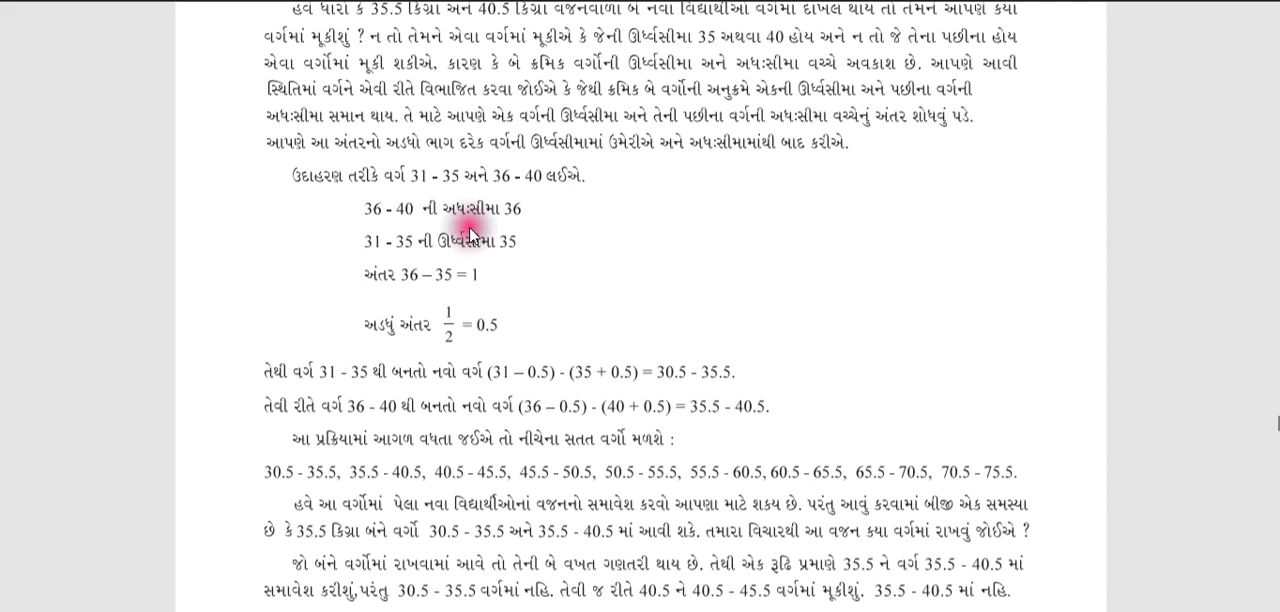 હવે ધારો કે 35.5 કિગ્રા અને 40.5 કિગ્રા વજનવાળા બે નવા વિદ્યાર્થીઓ વર્ગમાં દાખલ થાય તો તેમને આપણે કયા
વર્ગમાં મૂકીશું ? ન તો તેમને એવા વર્ગમાં મૂકીએ કે જેની ઊર્ધ્વસીમા 35 અથવા 40 હોય અને ન તો જે તેના પછીના હોય
એવા વર્ગોમાં મૂકી શકીએ, કારણ કે બે ક્રમિક વર્ગોની ઊર્ધ્વસીમા અને અધઃસીમા વચ્ચે અવકાશ છે. આપણે આવી
સ્થિતિમાં વર્ગને એવી રીતે વિભાજિત કરવા જોઈએ કે જેથી ક્રમિક બે વર્ગોની અનુક્રમે એકની ઊર્ધ્વસીમા અને પછીના વર્ગની
અધઃસીમા સમાન થાય. તે માટે આપણે એક વર્ગની ઊર્ધ્વસીમા અને તેની પછીના વર્ગની અધઃસીમા વચ્ચેનું અંતર શોધવું પડે.
આપણે આ અંતરનો અડધો ભાગ દરેક વર્ગની ઊર્ધ્વસીમામાં ઉમેરીએ અને અધઃસીમામાંથી બાદ કરીએ.
ઉદાહરણ તરીકે વર્ગ 31 - 35 અને 36 - 40 લઈએ.
36 - 40 ની અધઃસીમા 36
31 - 35 ની ઊર્ધ્વસીમા 35
અંતર 36 – 35 = 1
અડધું અંતર 1/2 = 0.5
તેથી વર્ગ 31 - 35 થી બનતો નવો વર્ગ (31 – 0.5) - (35 + 0.5) = 30.5 - 35.5.
તેવી રીતે વર્ગ 36 - 40 થી બનતો નવો વર્ગ (36 – 0.5) - (40 + 0.5) = 35.5 - 40.5.
આ પ્રક્રિયામાં આગળ વધતા જઈએ તો નીચેના સતત વર્ગો મળશે :
30.5 - 35.5, 35.5 - 40.5, 40.5 - 45.5, 45.5 - 50.5, 50.5 - 55.5, 55.5 - 60.5, 60.5 - 65.5, 65.5 - 70.5, 70.5 - 75.5.
હવે આ વર્ગોમાં પેલા નવા વિદ્યાર્થીઓનાં વજનનો સમાવેશ કરવો આપણા માટે શક્ય છે. પરંતુ આવું કરવામાં બીજી એક સમસ્યા
છે કે 35.5 કિગ્રા બંને વર્ગો 30.5 - 35.5 અને 35.5 - 40.5 માં આવી શકે. તમારા વિચારથી આ વજન કયા વર્ગમાં રાખવું જોઈએ ?
જો બંને વર્ગોમાં રાખવામાં આવે તો તેની બે વખત ગણતરી થાય છે. તેથી એક રૂઢિ પ્રમાણે 35.5 ને વર્ગ 35.5 - 40.5 માં
સમાવેશ કરીશું,પરંતુ 30.5 - 35.5 વર્ગમાં નહિ. તેવી જ રીતે 40.5 ને 40.5 - 45.5 વર્ગમાં મૂકીશું. 35.5 - 40.5 માં નહિ.